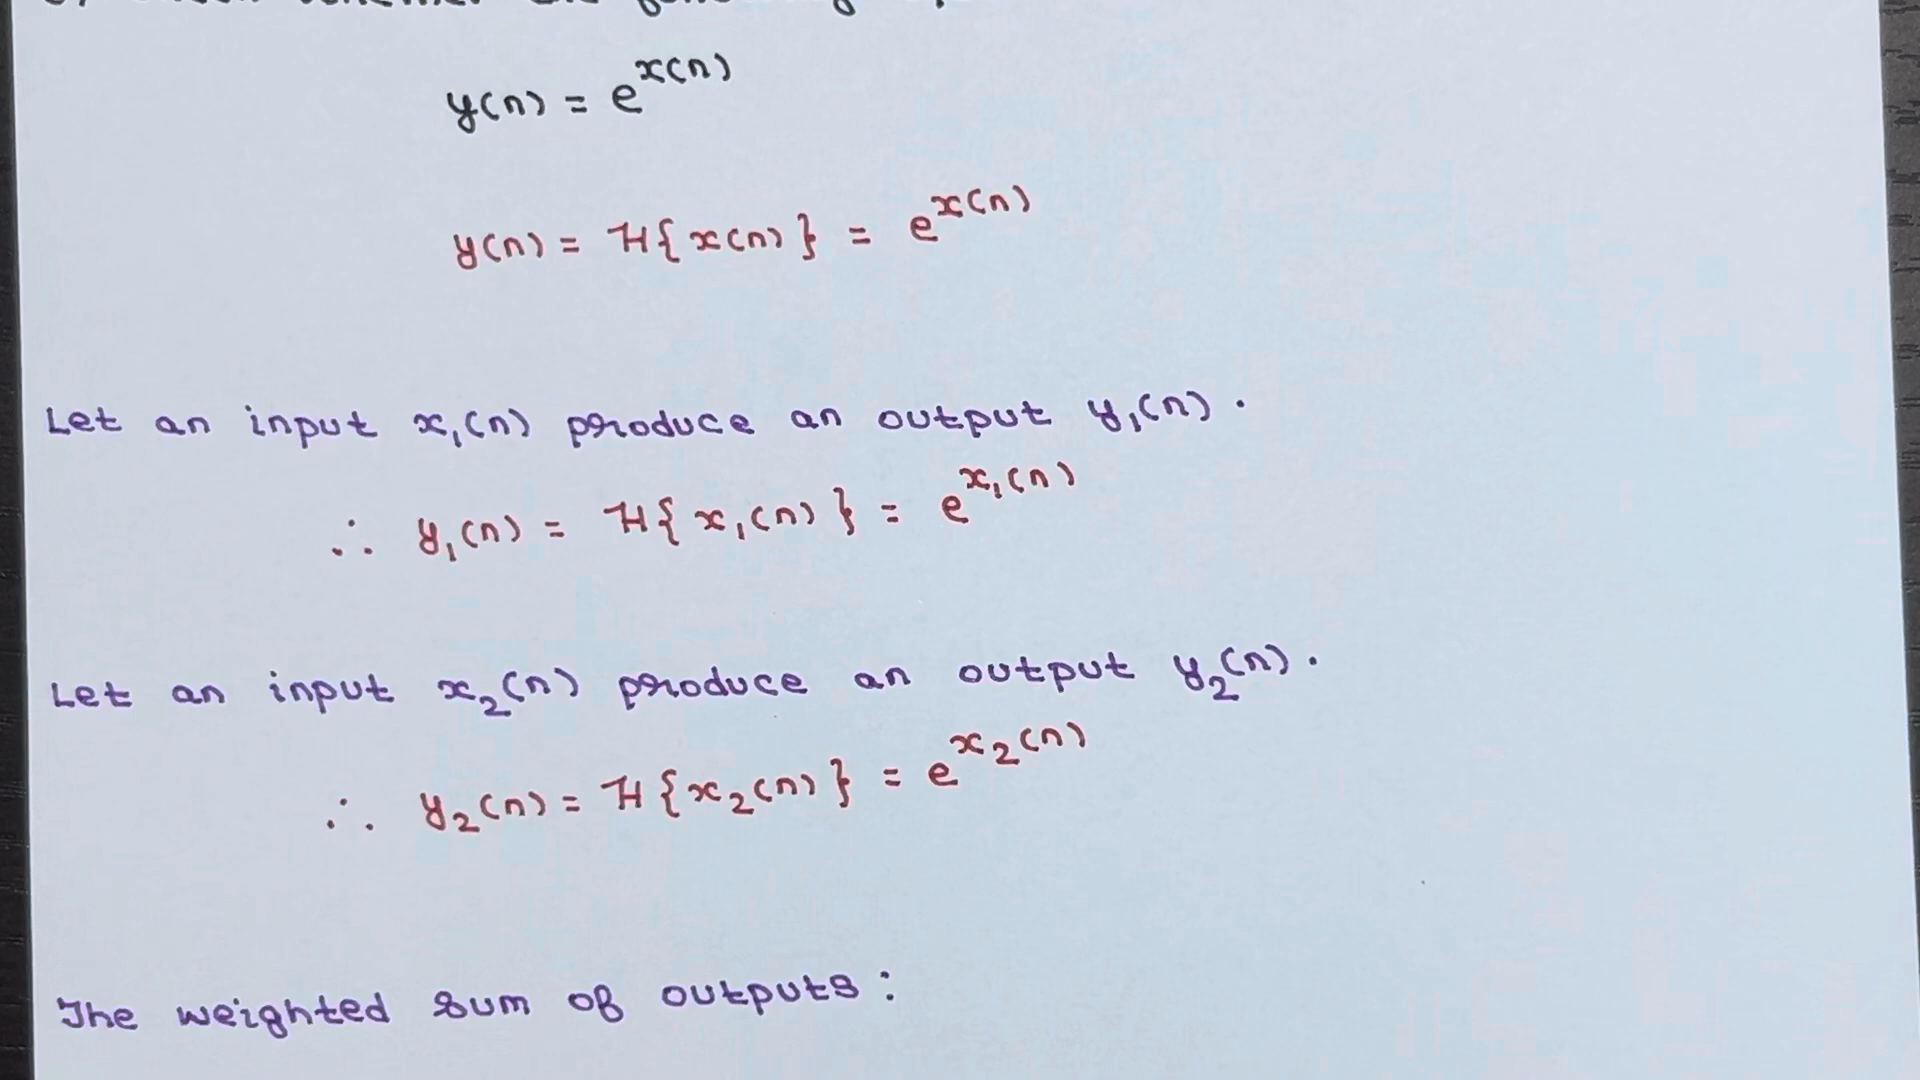 y(n) = e^x(n)
y(n) = H{x(n)} = e^x(n)
Let an input x₁(n) produce an output y₁(n).
∴ y₁(n) = H{x₁(n)} = e^x₁(n)
Let an input x₂(n) produce an output y₂(n).
∴ y₂(n) = H{x₂(n)} = e^x₂(n)
The weighted sum of outputs: